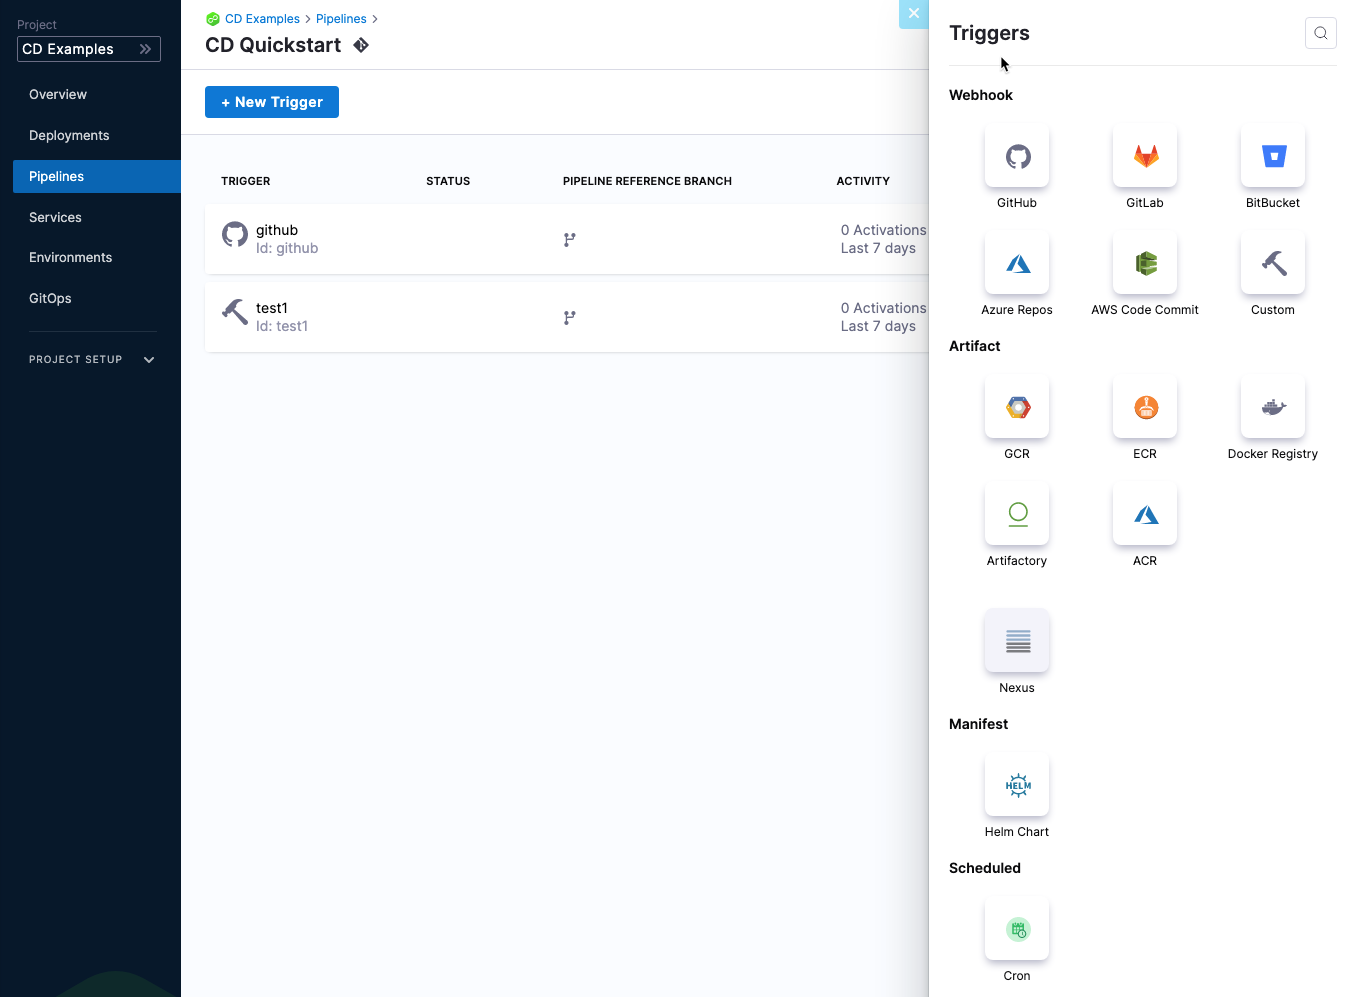 Project
CD Examples
Overview
Deployments
Pipelines
Services
Environments
GitOps
PROJECT SETUP
CD Examples > Pipelines >
CD Quickstart
+ New Trigger
TRIGGER STATUS PIPELINE REFERENCE BRANCH ACTIVITY
github
Id: github
0 Activations
Last 7 days
test1
Id: test1
0 Activations
Last 7 days
Triggers
Webhook
GitHub GitLab BitBucket
Azure Repos AWS Code Commit Custom
Artifact
GCR ECR Docker Registry
Artifactory ACR
Nexus
Manifest
HELM
Helm Chart
Scheduled
Cron